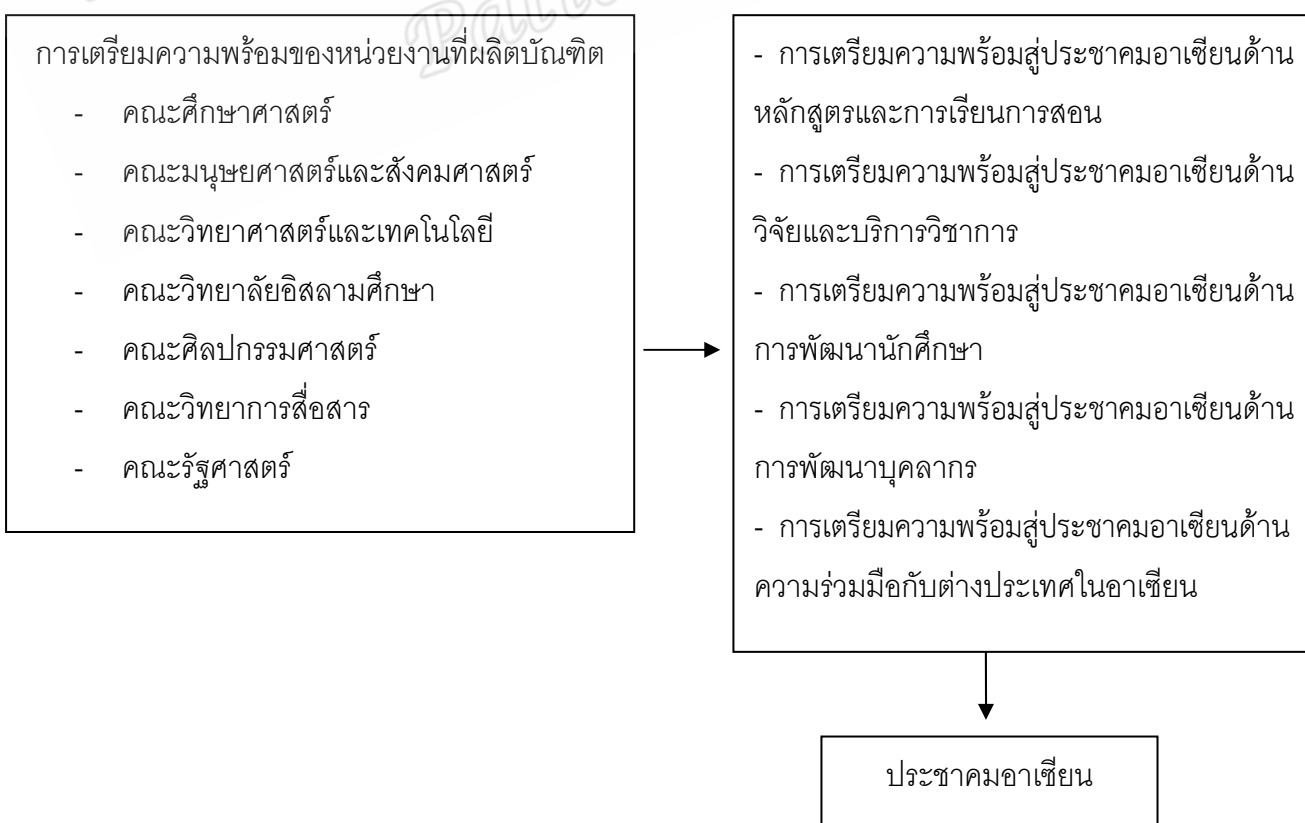 การเตรียมความพร้อมของหน่วยงานที่ผลิตบัณฑิต
- คณะศึกษาศาสตร์
- คณะมนุษยศาสตร์และสังคมศาสตร์
- คณะวิทยาศาสตร์และเทคโนโลยี
- คณะวิทยาลัยอิสลามศึกษา
- คณะศิลปกรรมศาสตร์
- คณะวิทยาการสื่อสาร
- คณะรัฐศาสตร์
- การเตรียมความพร้อมสู่ประชาคมอาเซียนด้าน
หลักสูตรและการเรียนการสอน
- การเตรียมความพร้อมสู่ประชาคมอาเซียนด้าน
วิจัยและบริการวิชาการ
- การเตรียมความพร้อมสู่ประชาคมอาเซียนด้าน
การพัฒนานักศึกษา
- การเตรียมความพร้อมสู่ประชาคมอาเซียนด้าน
การพัฒนาบุคลากร
- การเตรียมความพร้อมสู่ประชาคมอาเซียนด้าน
ความร่วมมือกับต่างประเทศในอาเซียน
ประชาคมอาเซียน